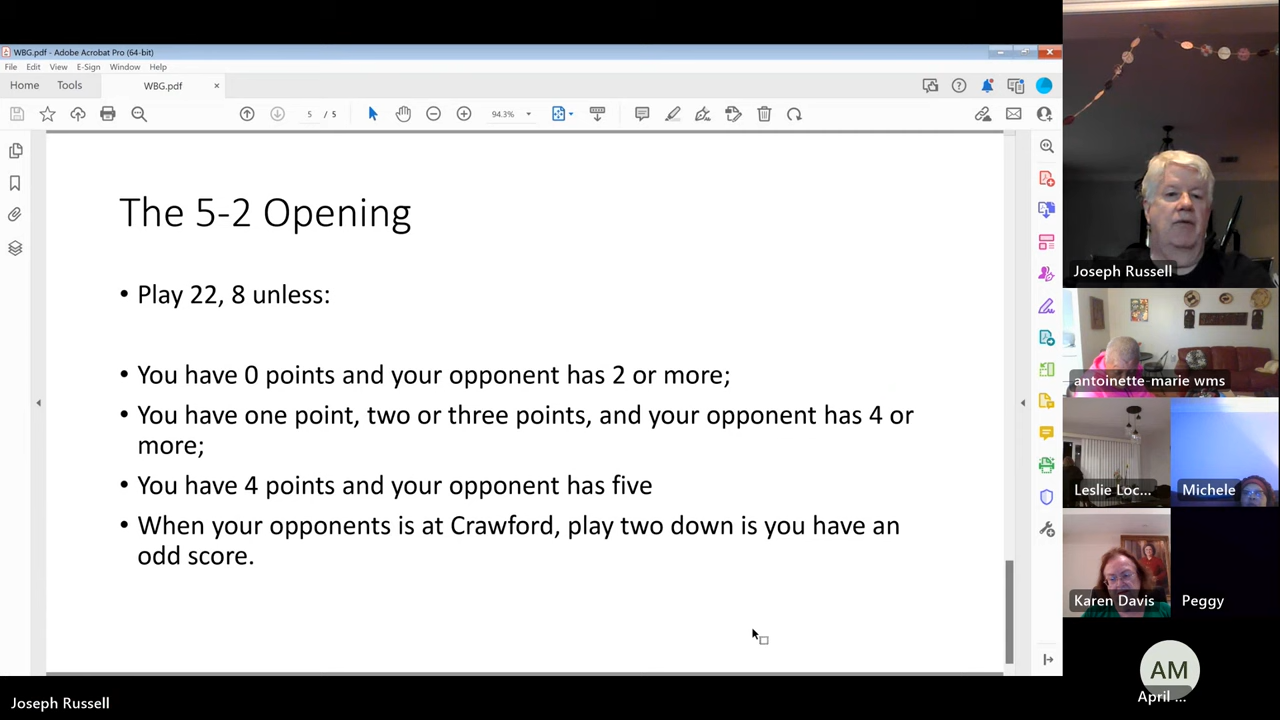 WBG.pdf - Adobe Acrobat Pro (64-bit)
File Edit View E-Sign Window Help
Home Tools WBG.pdf ×
5 / 5 94.3%
The 5-2 Opening
• Play 22, 8 unless:
• You have 0 points and your opponent has 2 or more;
• You have one point, two or three points, and your opponent has 4 or
more;
• You have 4 points and your opponent has five
• When your opponents is at Crawford, play two down is you have an
odd score.
Joseph Russell
antoinette-marie wms
Leslie Loc...
Michele
Karen Davis
Peggy
AM
April ...
Joseph Russell